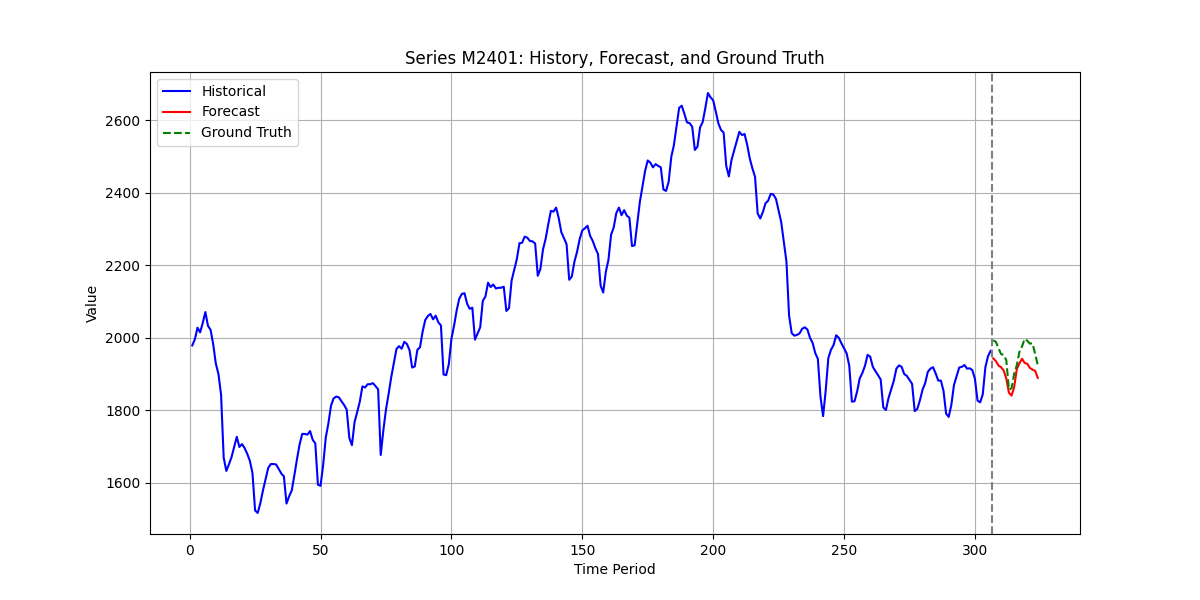 Series M2401: History, Forecast, and Ground Truth
Historical
Forecast
Ground Truth
2600
2400
2200
2000
1800
1600
Value
0 50 100 150 200 250 300
Time Period